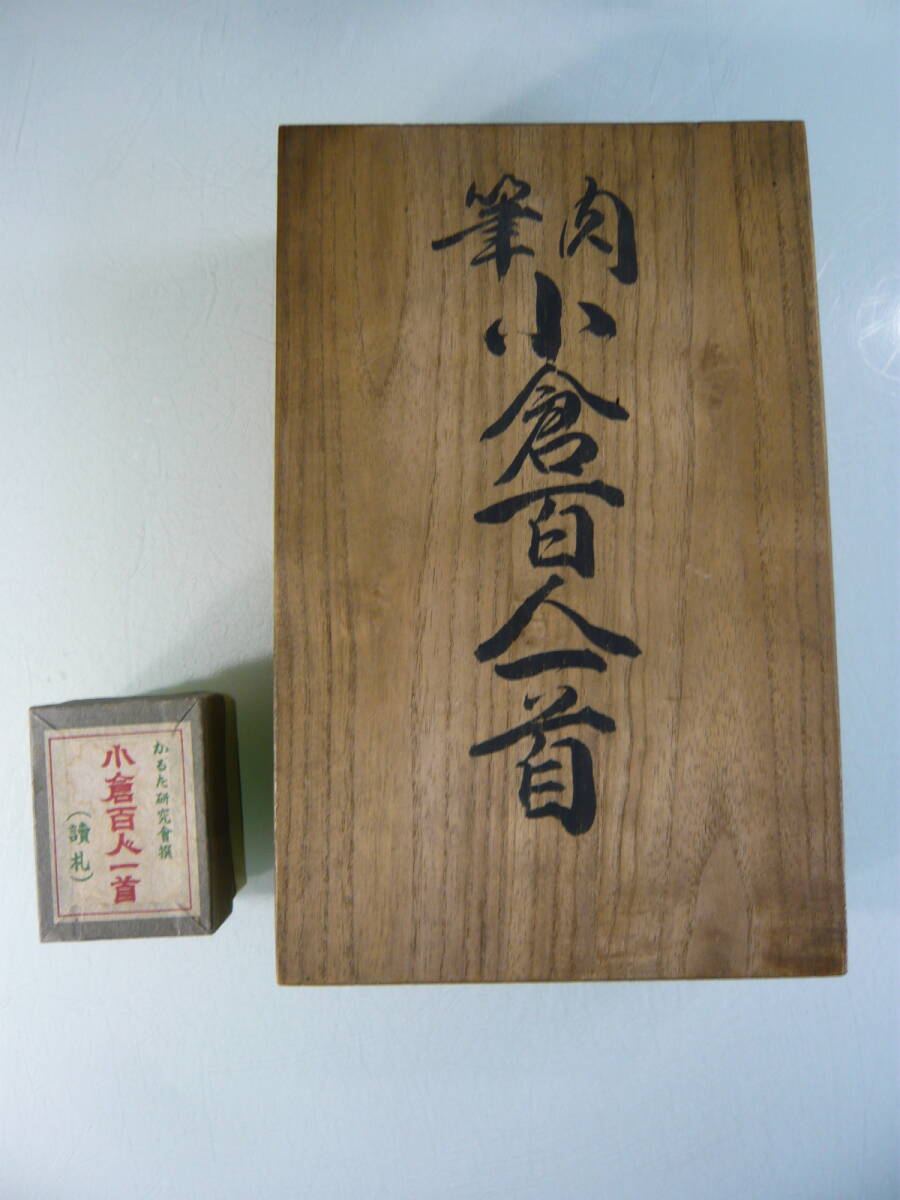 肉筆
小倉百人一首
かるた研究會撰
小倉百人一首
(讀札)